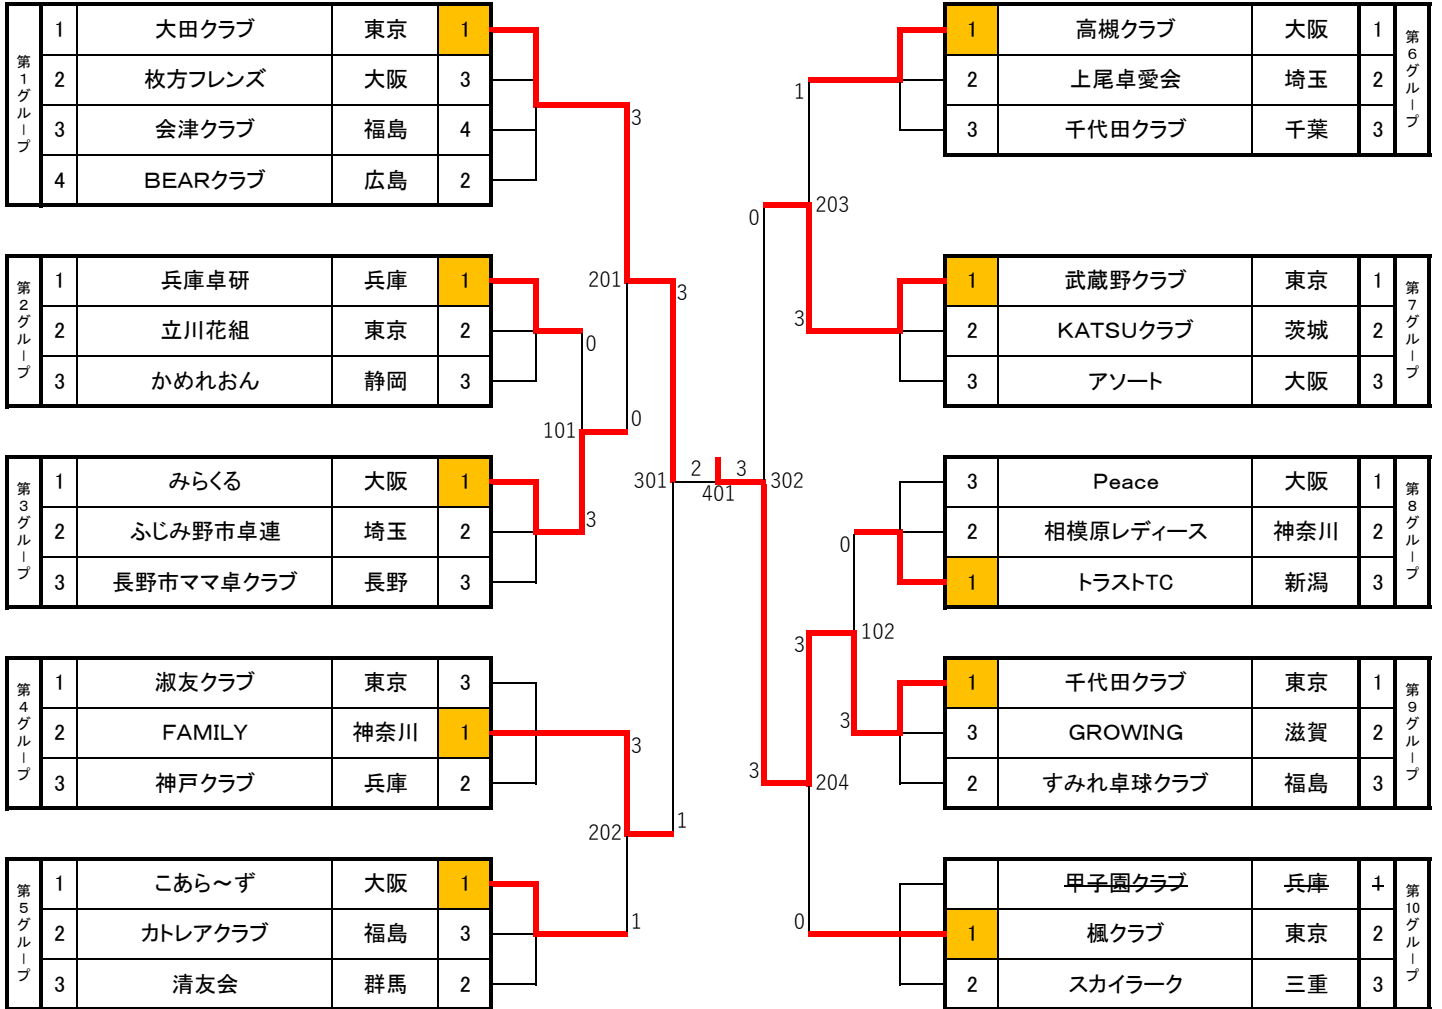 第1グループ
1 大田クラブ 東京 1
2 枚方フレンズ 大阪 3
3 会津クラブ 福島 4
4 BEARクラブ 広島 2
第2グループ
1 兵庫卓研 兵庫 1
2 立川花組 東京 2
3 かめれおん 静岡 3
第3グループ
1 みらくる 大阪 1
2 ふじみ野市卓連 埼玉 2
3 長野市ママ卓クラブ 長野 3
第4グループ
1 淑友クラブ 東京 3
2 FAMILY 神奈川 1
3 神戸クラブ 兵庫 2
第5グループ
1 こあら～ず 大阪 1
2 カトレアクラブ 福島 3
3 清友会 群馬 2
3
201
3
0
101
0
3
301
2
401
3
302
3
202
1
1
1
203
0
3
0
102
3
3
3
204
0
1 高槻クラブ 大阪 1
2 上尾卓愛会 埼玉 2
3 千代田クラブ 千葉 3
第6グループ
1 武蔵野クラブ 東京 1
2 KATSUクラブ 茨城 2
3 アソート 大阪 3
第7グループ
3 Peace 大阪 1
2 相模原レディース 神奈川 2
1 トラストTC 新潟 3
第8グループ
1 千代田クラブ 東京 1
3 GROWING 滋賀 2
2 すみれ卓球クラブ 福島 3
第9グループ
甲子園クラブ 兵庫 1
1 楓クラブ 東京 2
2 スカイラーク 三重 3
第10グループ